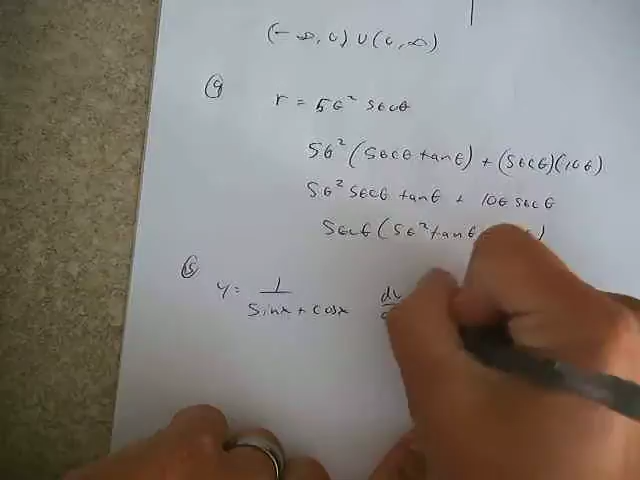 (-∞, 0) ∪ (0, ∞)
9 r = 5θ² secθ
5θ² (secθ tanθ) + (secθ)(10θ)
5θ² secθ tanθ + 10θ secθ
secθ (5θ² tanθ )
y = 1 / sinx + cosx